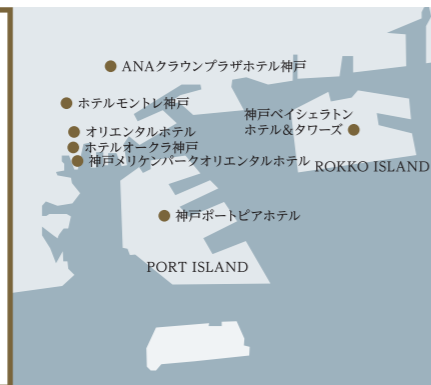 ANAクラウンプラザホテル神戸
ホテルモントレ神戸
神戸ベイシェラトン
ホテル&タワーズ
オリエンタルホテル
ホテルオークラ神戸
神戸メリケンパークオリエンタルホテル
ROKKO ISLAND
神戸ポートピアホテル
PORT ISLAND